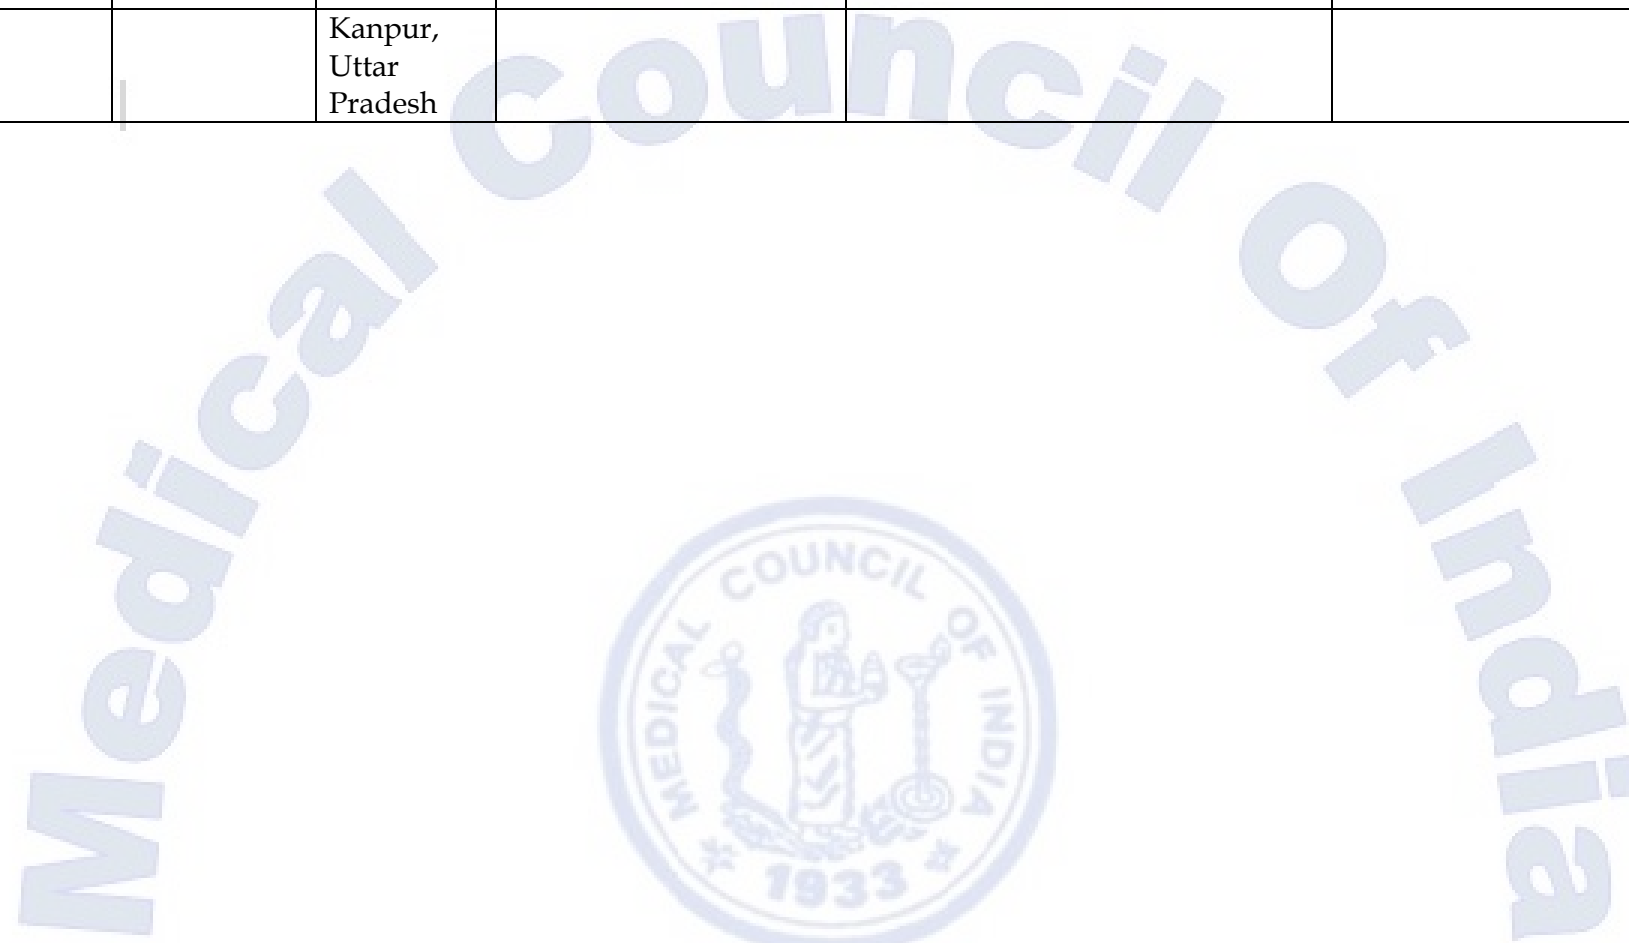 Kanpur,
Uttar
Pradesh
Medical Council Of India
MEDICAL COUNCIL OF INDIA
1933